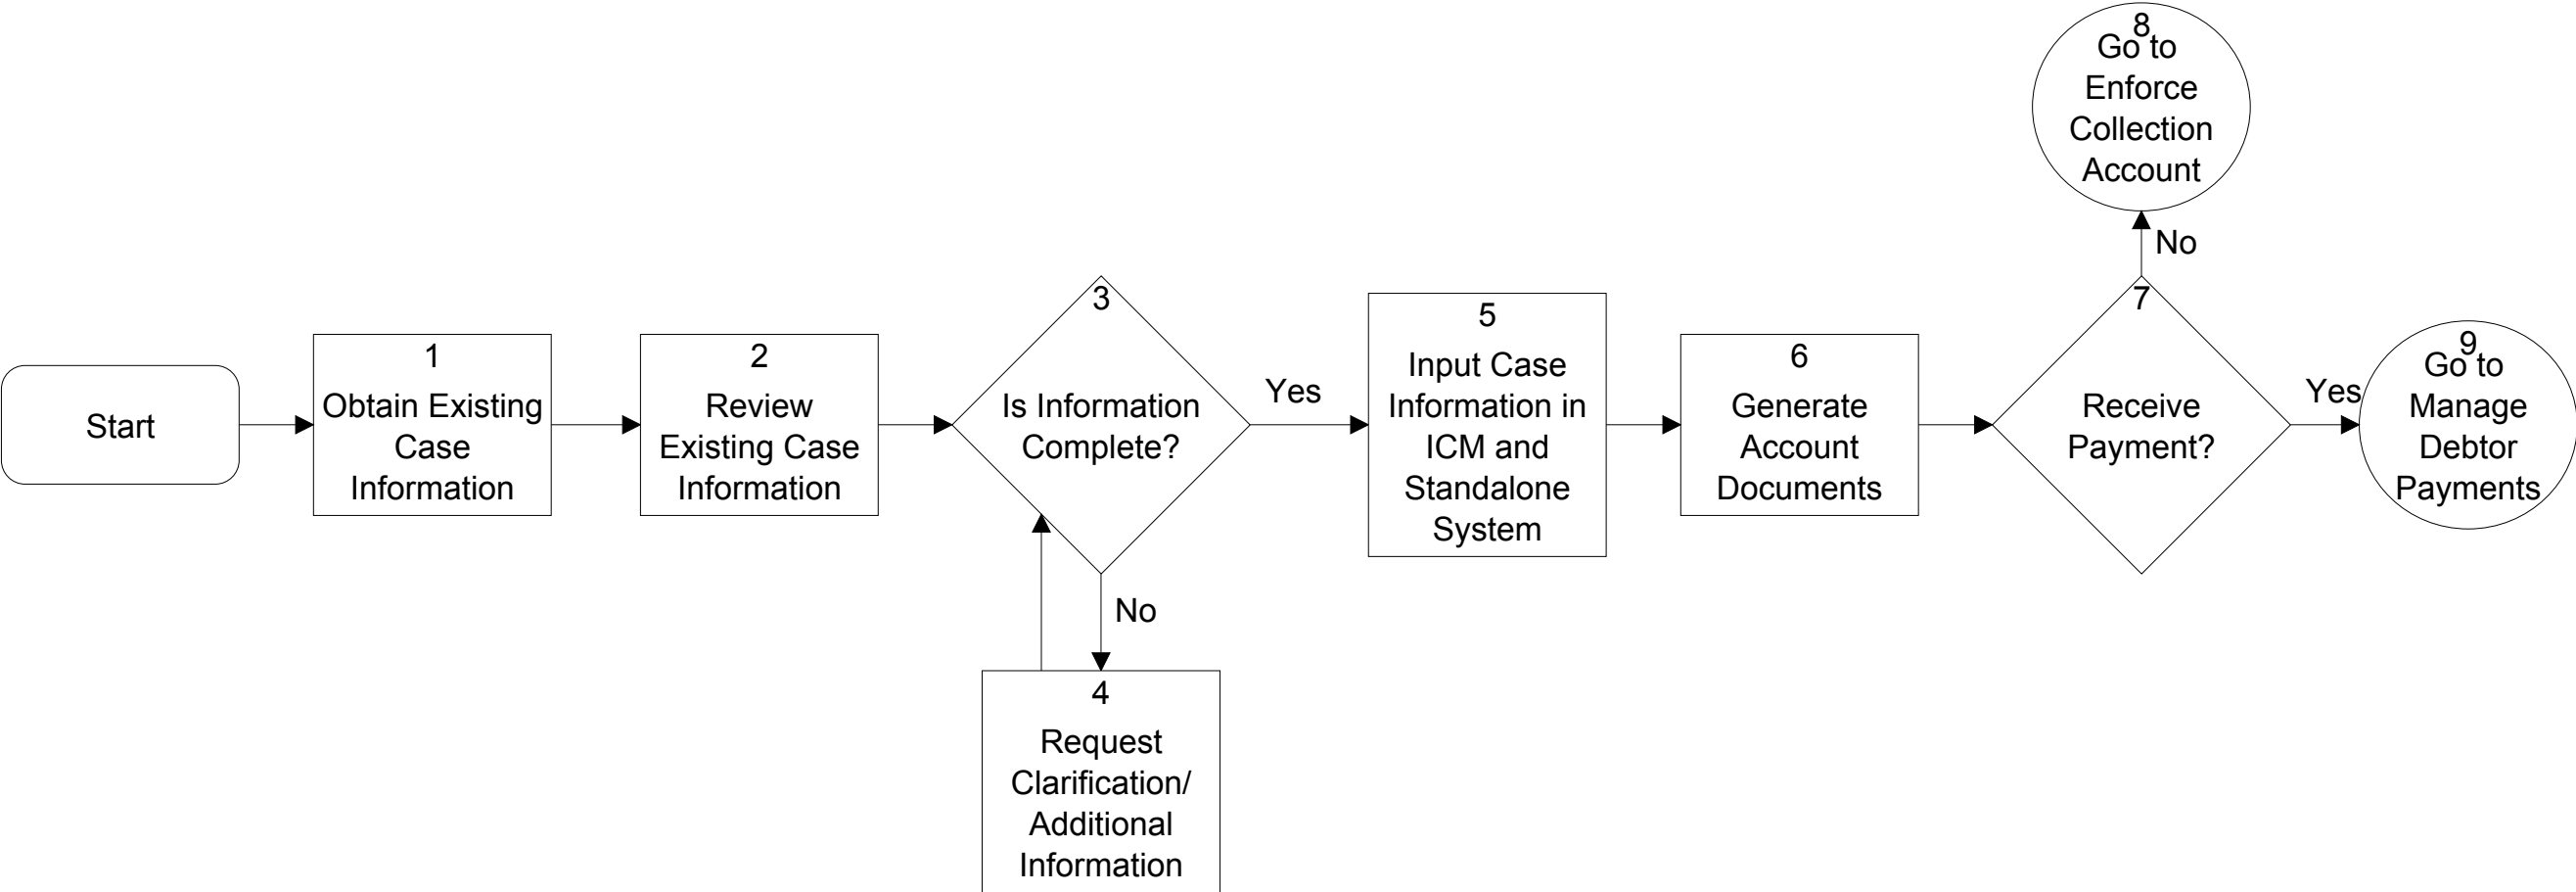 Start
1
Obtain Existing
Case
Information
2
Review
Existing Case
Information
3
Is Information
Complete?
Yes
No
4
Request
Clarification/
Additional
Information
5
Input Case
Information in
ICM and
Standalone
System
6
Generate
Account
Documents
7
Receive
Payment?
No
8
Go to
Enforce
Collection
Account
Yes
9
Go to
Manage
Debtor
Payments